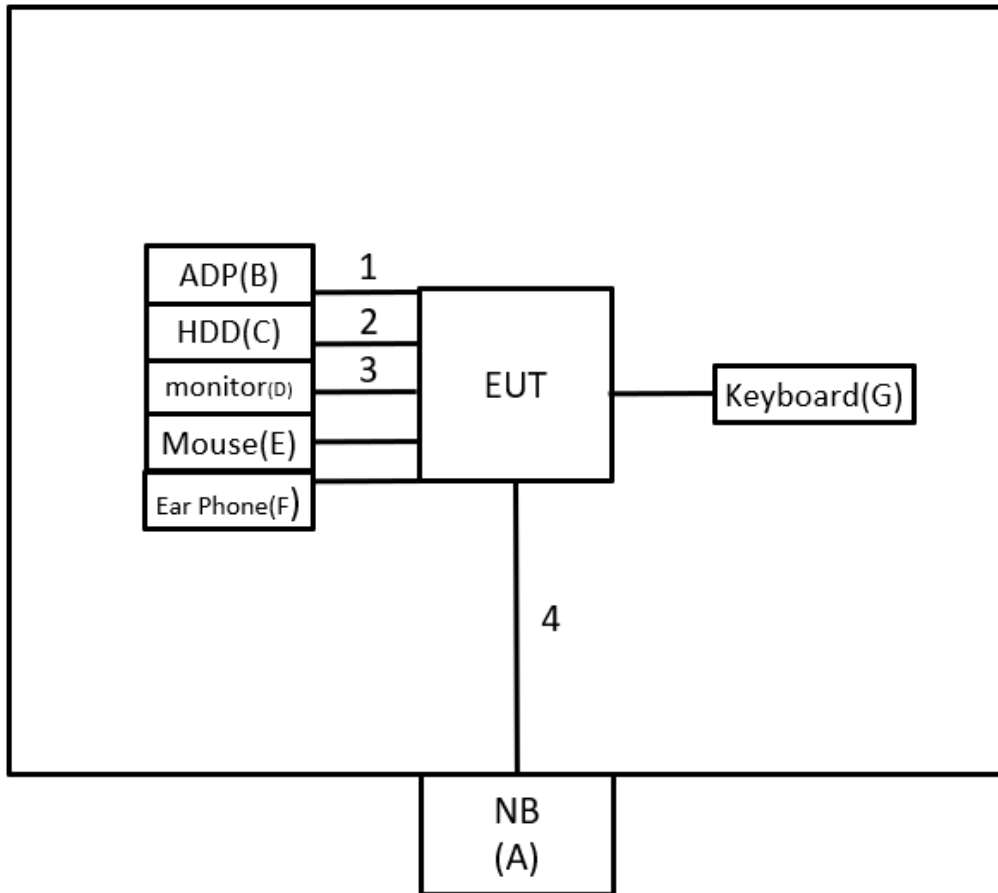 ADP(B)
1
HDD(C)
2
monitor(D)
3
Mouse(E)
Ear Phone(F)
EUT
Keyboard(G)
4
NB
(A)